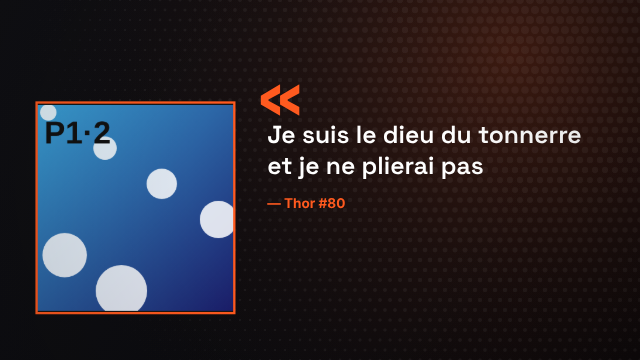 P1·2
«
Je suis le dieu du tonnerre
et je ne plierai pas
— Thor #80